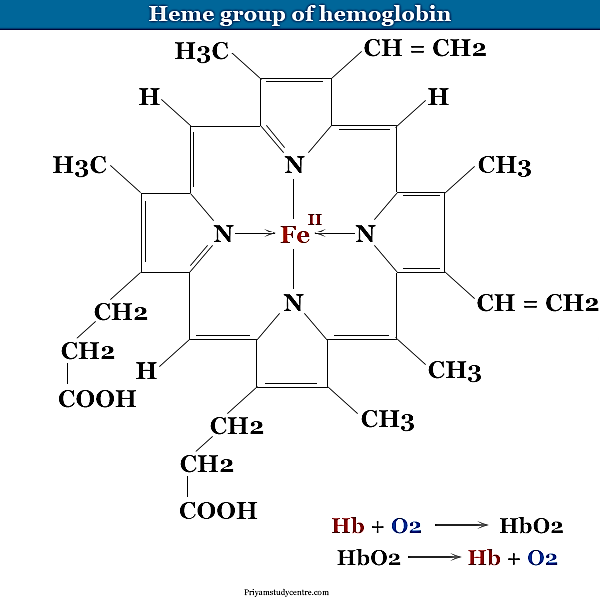 Heme group of hemoglobin
H3C
CH = CH2
H
H
H3C
N
CH3
N
Fe
II
N
N
CH2
CH = CH2
CH2
H
CH3
COOH
CH3
CH2
CH2
COOH
Hb + O2 ⟶ HbO2
HbO2 ⟶ Hb + O2
Priyamstudycentre.com